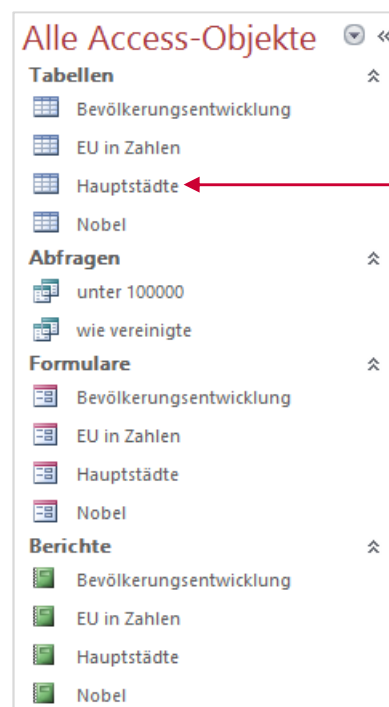 Alle Access-Objekte
Tabellen
Bevölkerungsentwicklung
EU in Zahlen
Hauptstädte
Nobel
Abfragen
unter 100000
wie vereinigte
Formulare
Bevölkerungsentwicklung
EU in Zahlen
Hauptstädte
Nobel
Berichte
Bevölkerungsentwicklung
EU in Zahlen
Hauptstädte
Nobel